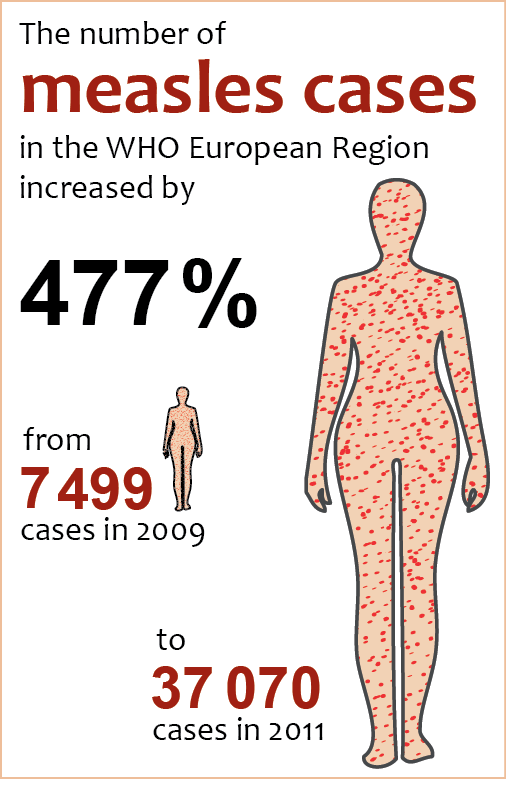 The number of
measles cases
in the WHO European Region
increased by
477%
from
7 499
cases in 2009
to
37 070
cases in 2011